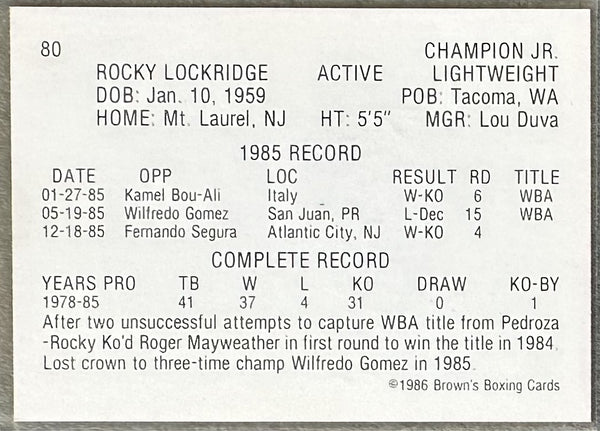 80 CHAMPION JR.
ROCKY LOCKRIDGE ACTIVE LIGHTWEIGHT
DOB: Jan. 10, 1959 POB: Tacoma, WA
HOME: Mt. Laurel, NJ HT: 5'5" MGR: Lou Duva
1985 RECORD
DATE OPP LOC RESULT RD TITLE
01-27-85 Kamel Bou-Ali Italy W-KO 6 WBA
05-19-85 Wilfredo Gomez San Juan, PR L-Dec 15 WBA
12-18-85 Fernando Segura Atlantic City, NJ W-KO 4
COMPLETE RECORD
YEARS PRO TB W L KO DRAW KO-BY
1978-85 41 37 4 31 0 1
After two unsuccessful attempts to capture WBA title from Pedroza
-Rocky Ko'd Roger Mayweather in first round to win the title in 1984.
Lost crown to three-time champ Wilfredo Gomez in 1985.
©1986 Brown's Boxing Cards